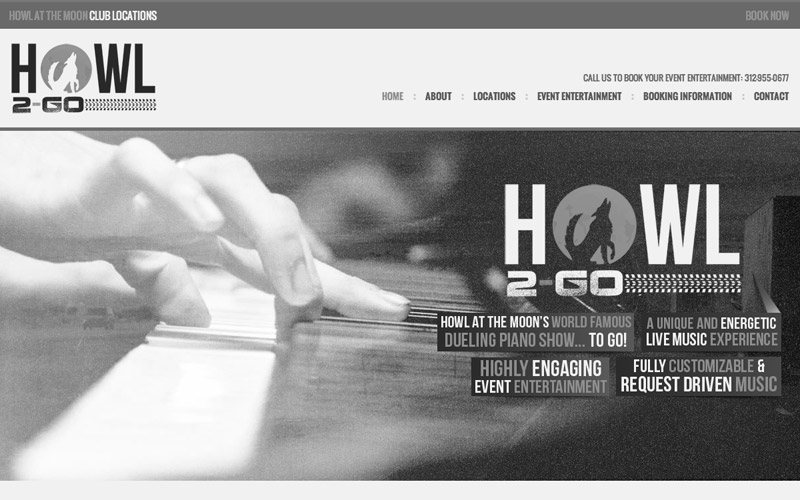 HOWL AT THE MOON CLUB LOCATIONS
BOOK NOW
HOWL
2-GO
CALL US TO BOOK YOUR EVENT ENTERTAINMENT: 312-955-0677
HOME : ABOUT : LOCATIONS : EVENT ENTERTAINMENT : BOOKING INFORMATION : CONTACT
HOWL
2-GO
HOWL AT THE MOON'S WORLD FAMOUS
DUELING PIANO SHOW... TO GO!
A UNIQUE AND ENERGETIC
LIVE MUSIC EXPERIENCE
HIGHLY ENGAGING
EVENT ENTERTAINMENT
FULLY CUSTOMIZABLE &
REQUEST DRIVEN MUSIC